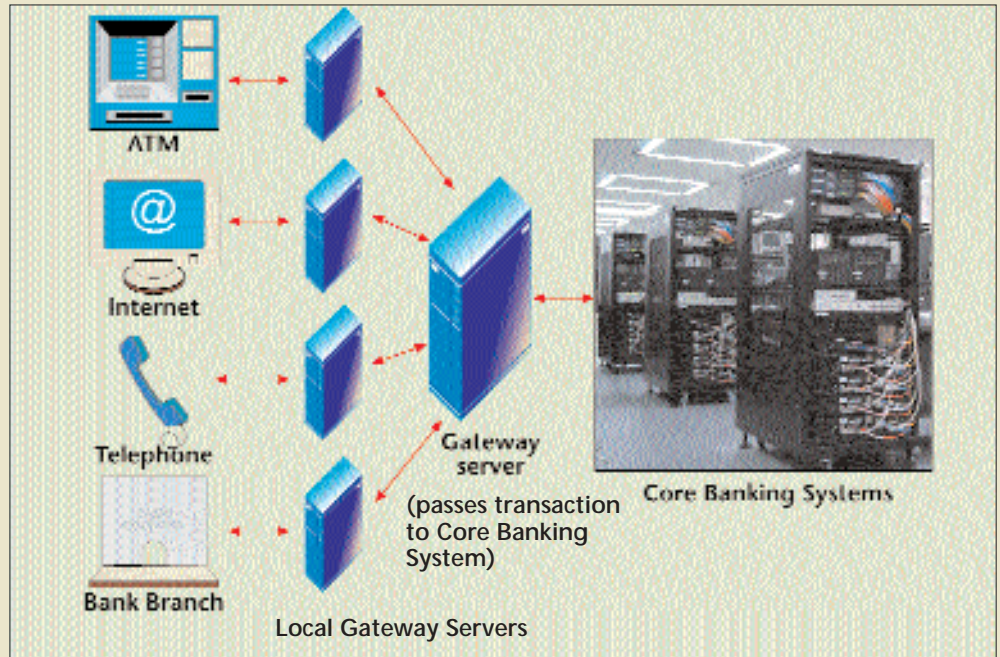 ATM
@
Internet
Telephone
Bank Branch
Gateway
server
(passes transaction
to Core Banking
System)
Core Banking Systems
Local Gateway Servers